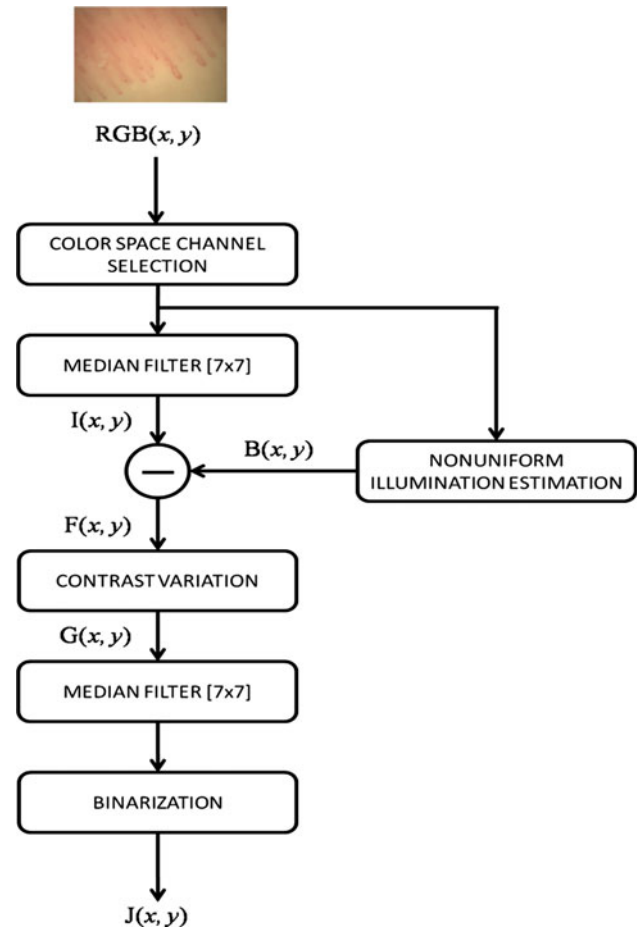 RGB(x, y)
COLOR SPACE CHANNEL
SELECTION
MEDIAN FILTER [7x7]
I(x, y)
B(x, y)
NONUNIFORM
ILLUMINATION ESTIMATION
F(x, y)
CONTRAST VARIATION
G(x, y)
MEDIAN FILTER [7x7]
BINARIZATION
J(x, y)